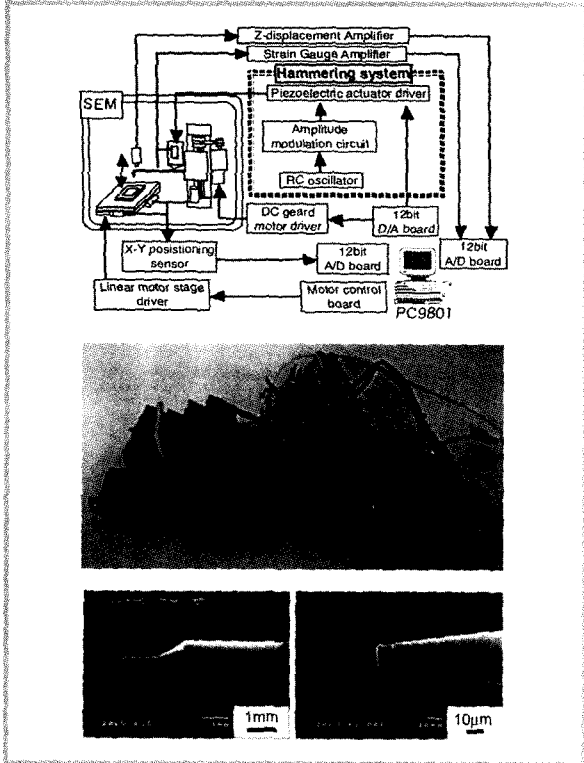 Z-displacement Amplifier
Strain Gauge Amplifier
Hammering system
SEM
Piezoelectric actuator driver
Amplitude
modulation circuit
RC oscillator
DC geard
motor driver
12bit
D/A board
X-Y posistioning
sensor
12bit
A/D board
12bit
A/D board
Linear motor stage
driver
Motor control
board
PC9801
1mm
10μm